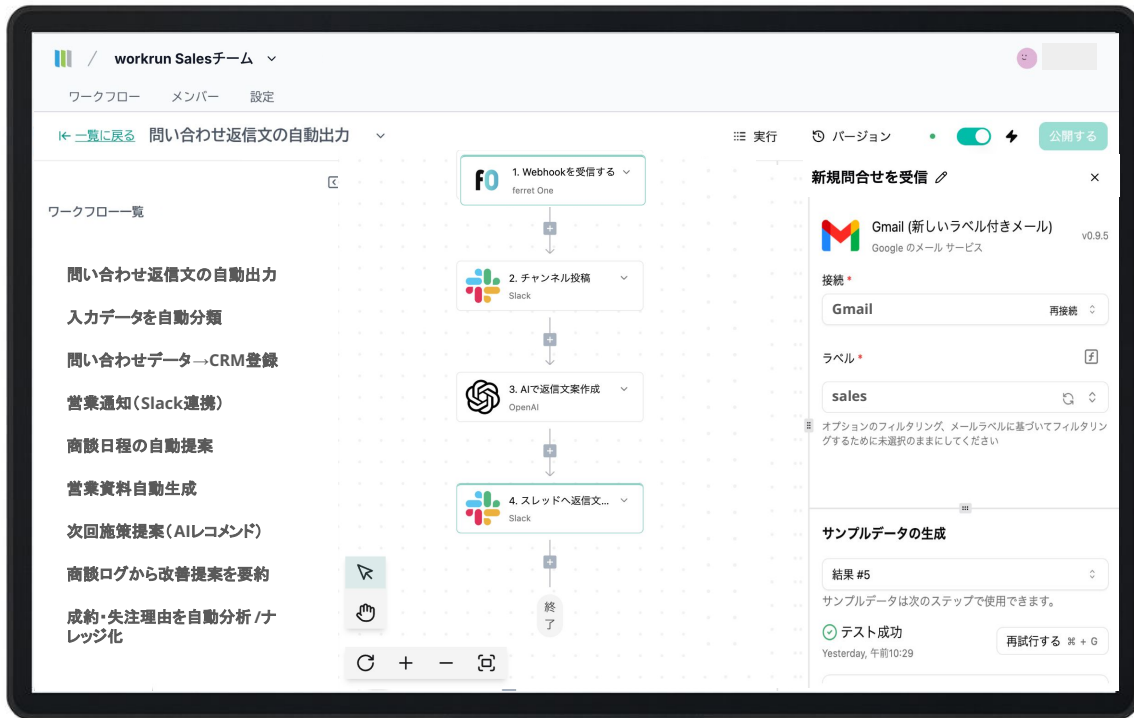 workrun Salesチーム
ワークフロー メンバー 設定
一覧に戻る 問い合わせ返信文の自動出力
実行 バージョン 公開する
ワークフロー一覧
問い合わせ返信文の自動出力
入力データを自動分類
問い合わせデータ→CRM登録
営業通知（Slack連携）
商談日程の自動提案
営業資料自動生成
次回施策提案（AIレコメンド）
商談ログから改善提案を要約
成約・失注理由を自動分析 /ナ
レッジ化
f0
1. Webhookを受信する
ferret One
2. チャンネル投稿
Slack
3. AIで返信文案作成
OpenAI
4. スレッドへ返信文...
Slack
終
了
新規問合せを受信
Gmail (新しいラベル付きメール)
Google のメール サービス
v0.9.5
接続 *
Gmail 再接続
ラベル *
sales
オプションのフィルタリング、メールラベルに基づいてフィルタリン
グするために未選択のままにしてください
サンプルデータの生成
結果 #5
サンプルデータは次のステップで使用できます。
テスト成功
Yesterday, 午前10:29
再試行する ⌘ + G